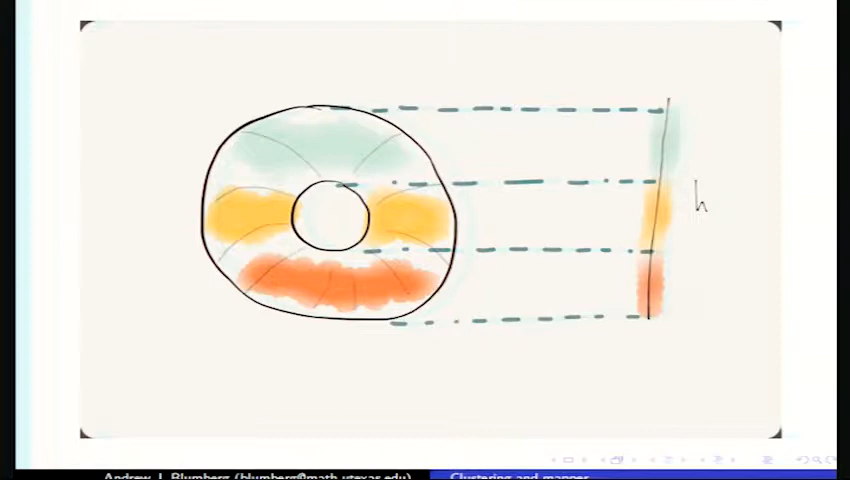 h
Andrew J. Blumberg (blumberg@math.utexas.edu)
Clustering and mapper